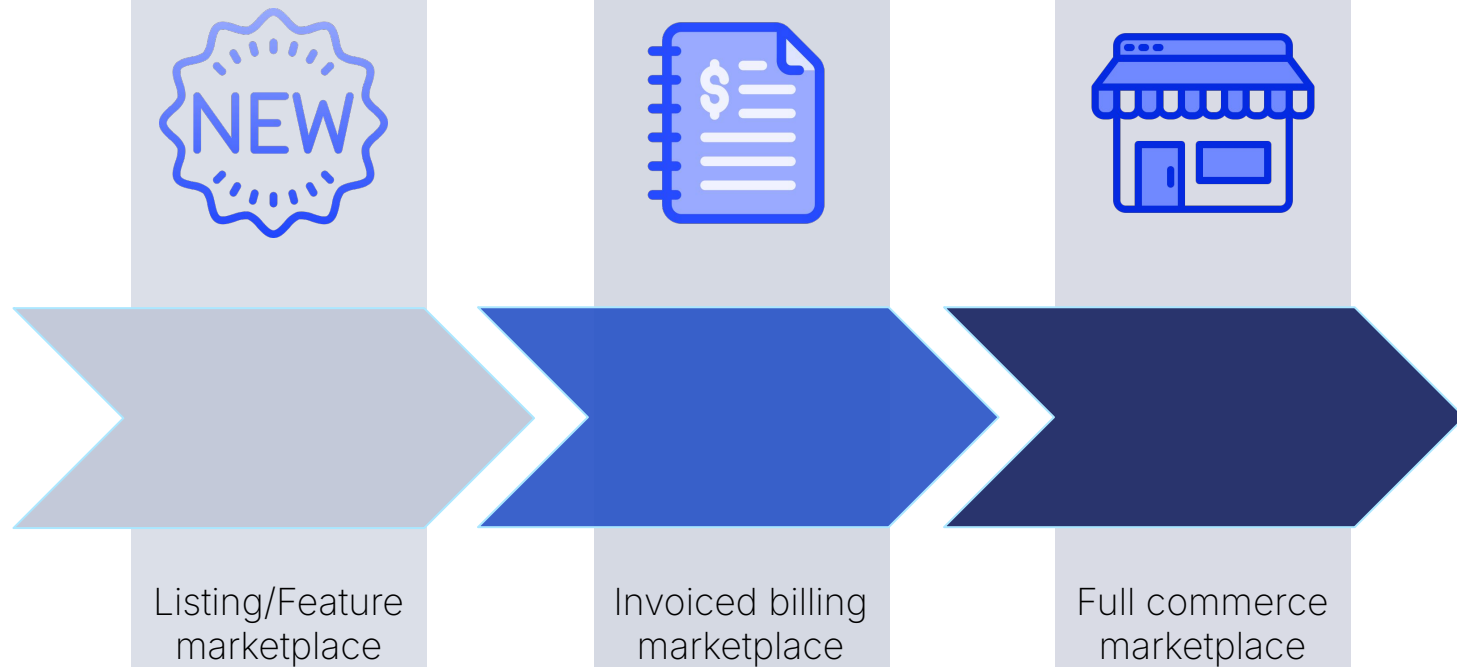 NEW
$
Listing/Feature
marketplace
Invoiced billing
marketplace
Full commerce
marketplace